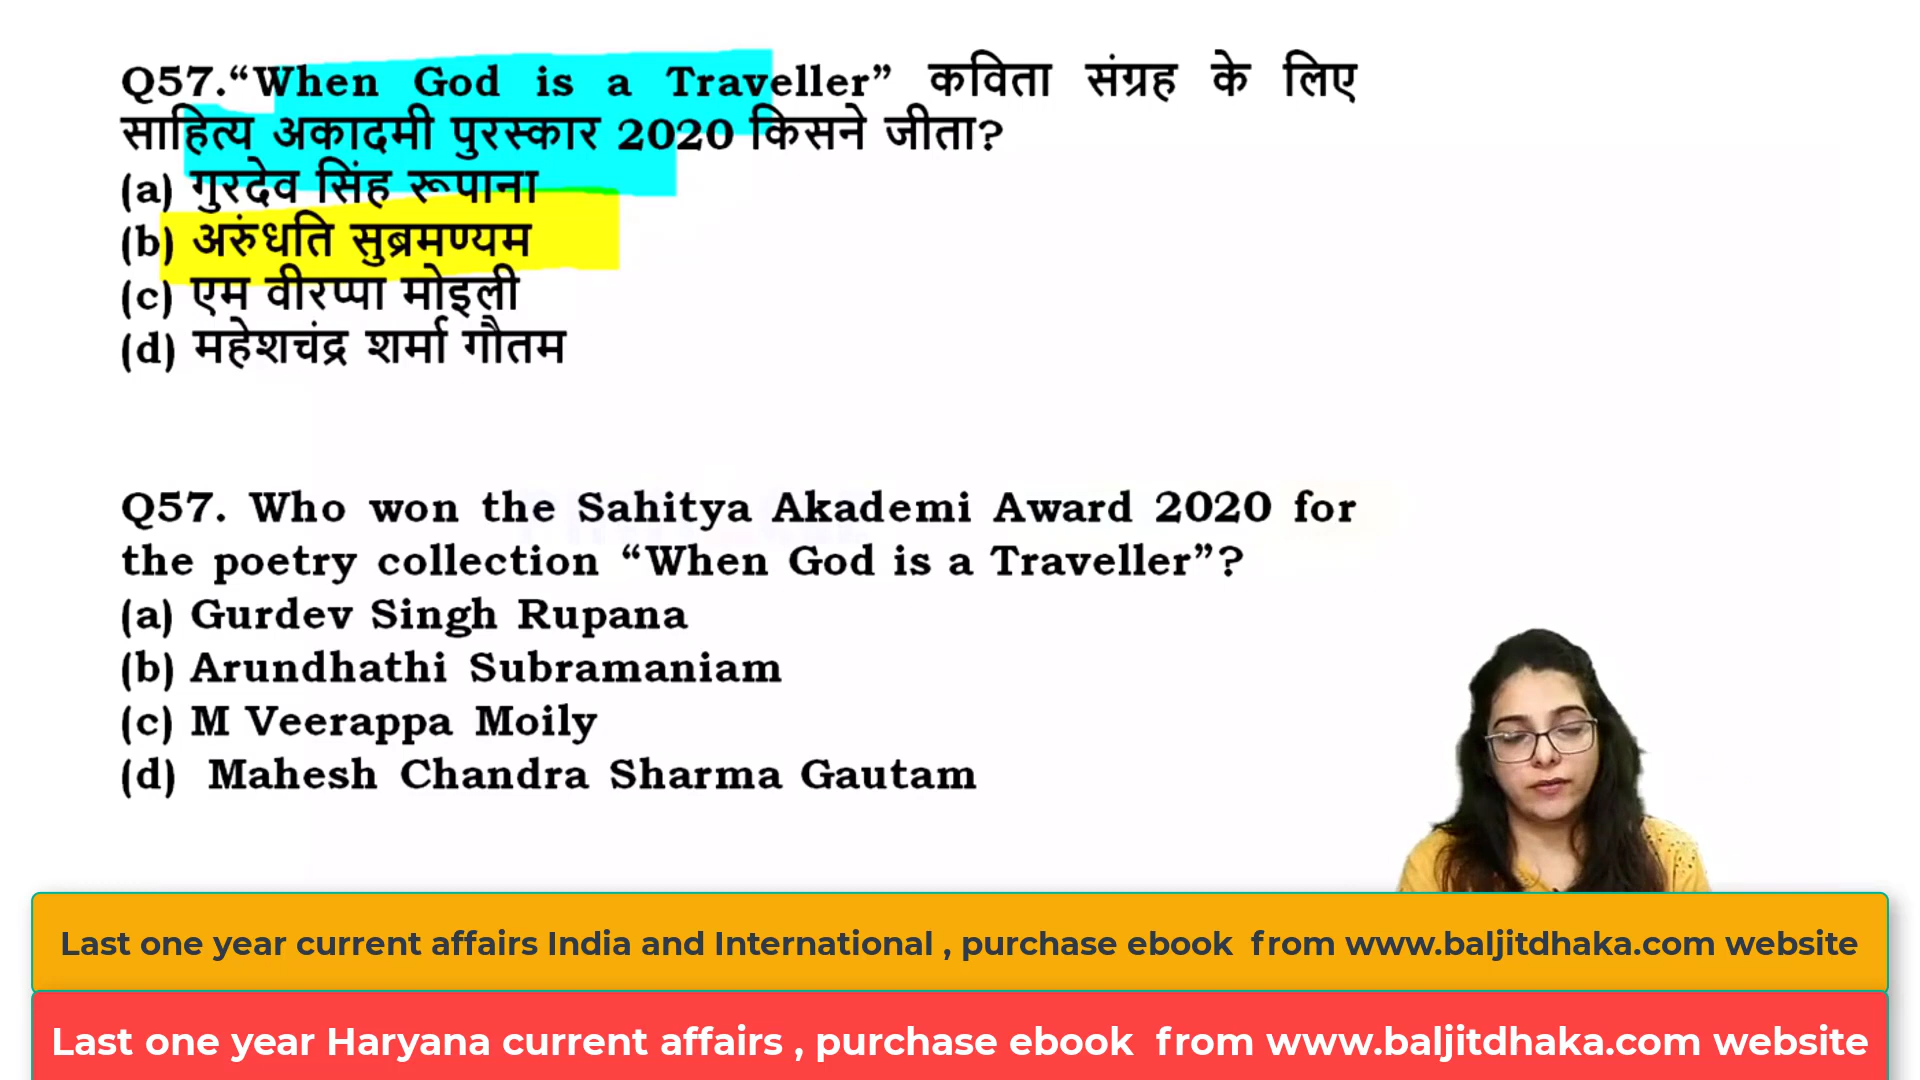 Q57.“When God is a Traveller” कविता संग्रह के लिए
साहित्य अकादमी पुरस्कार 2020 किसने जीता?
(a) गुरदेव सिंह रूपाना
(b) अरुंधति सुब्रमण्यम
(c) एम वीरप्पा मोइली
(d) महेशचंद्र शर्मा गौतम
Q57. Who won the Sahitya Akademi Award 2020 for
the poetry collection “When God is a Traveller”?
(a) Gurdev Singh Rupana
(b) Arundhathi Subramaniam
(c) M Veerappa Moily
(d) Mahesh Chandra Sharma Gautam
Last one year current affairs India and International , purchase ebook from www.baljitdhaka.com website
Last one year Haryana current affairs , purchase ebook from www.baljitdhaka.com website